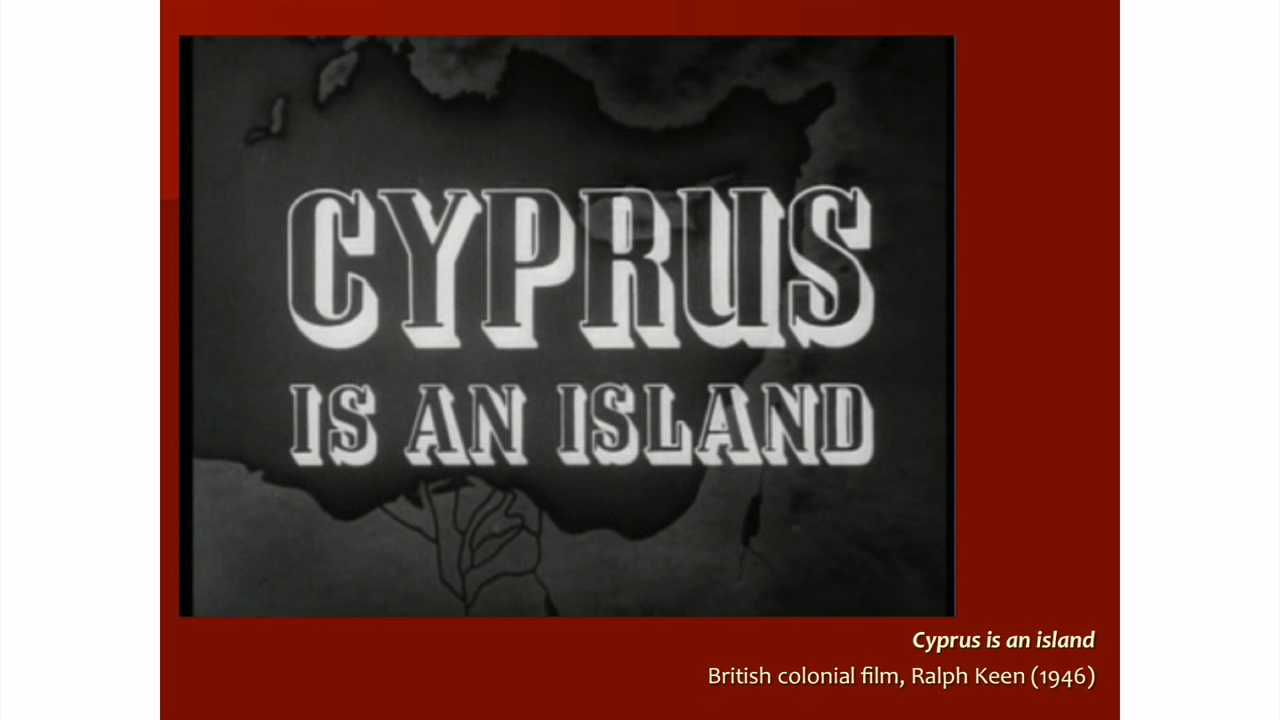 CYPRUS
IS AN ISLAND
Cyprus is an island
British colonial film, Ralph Keen (1946)